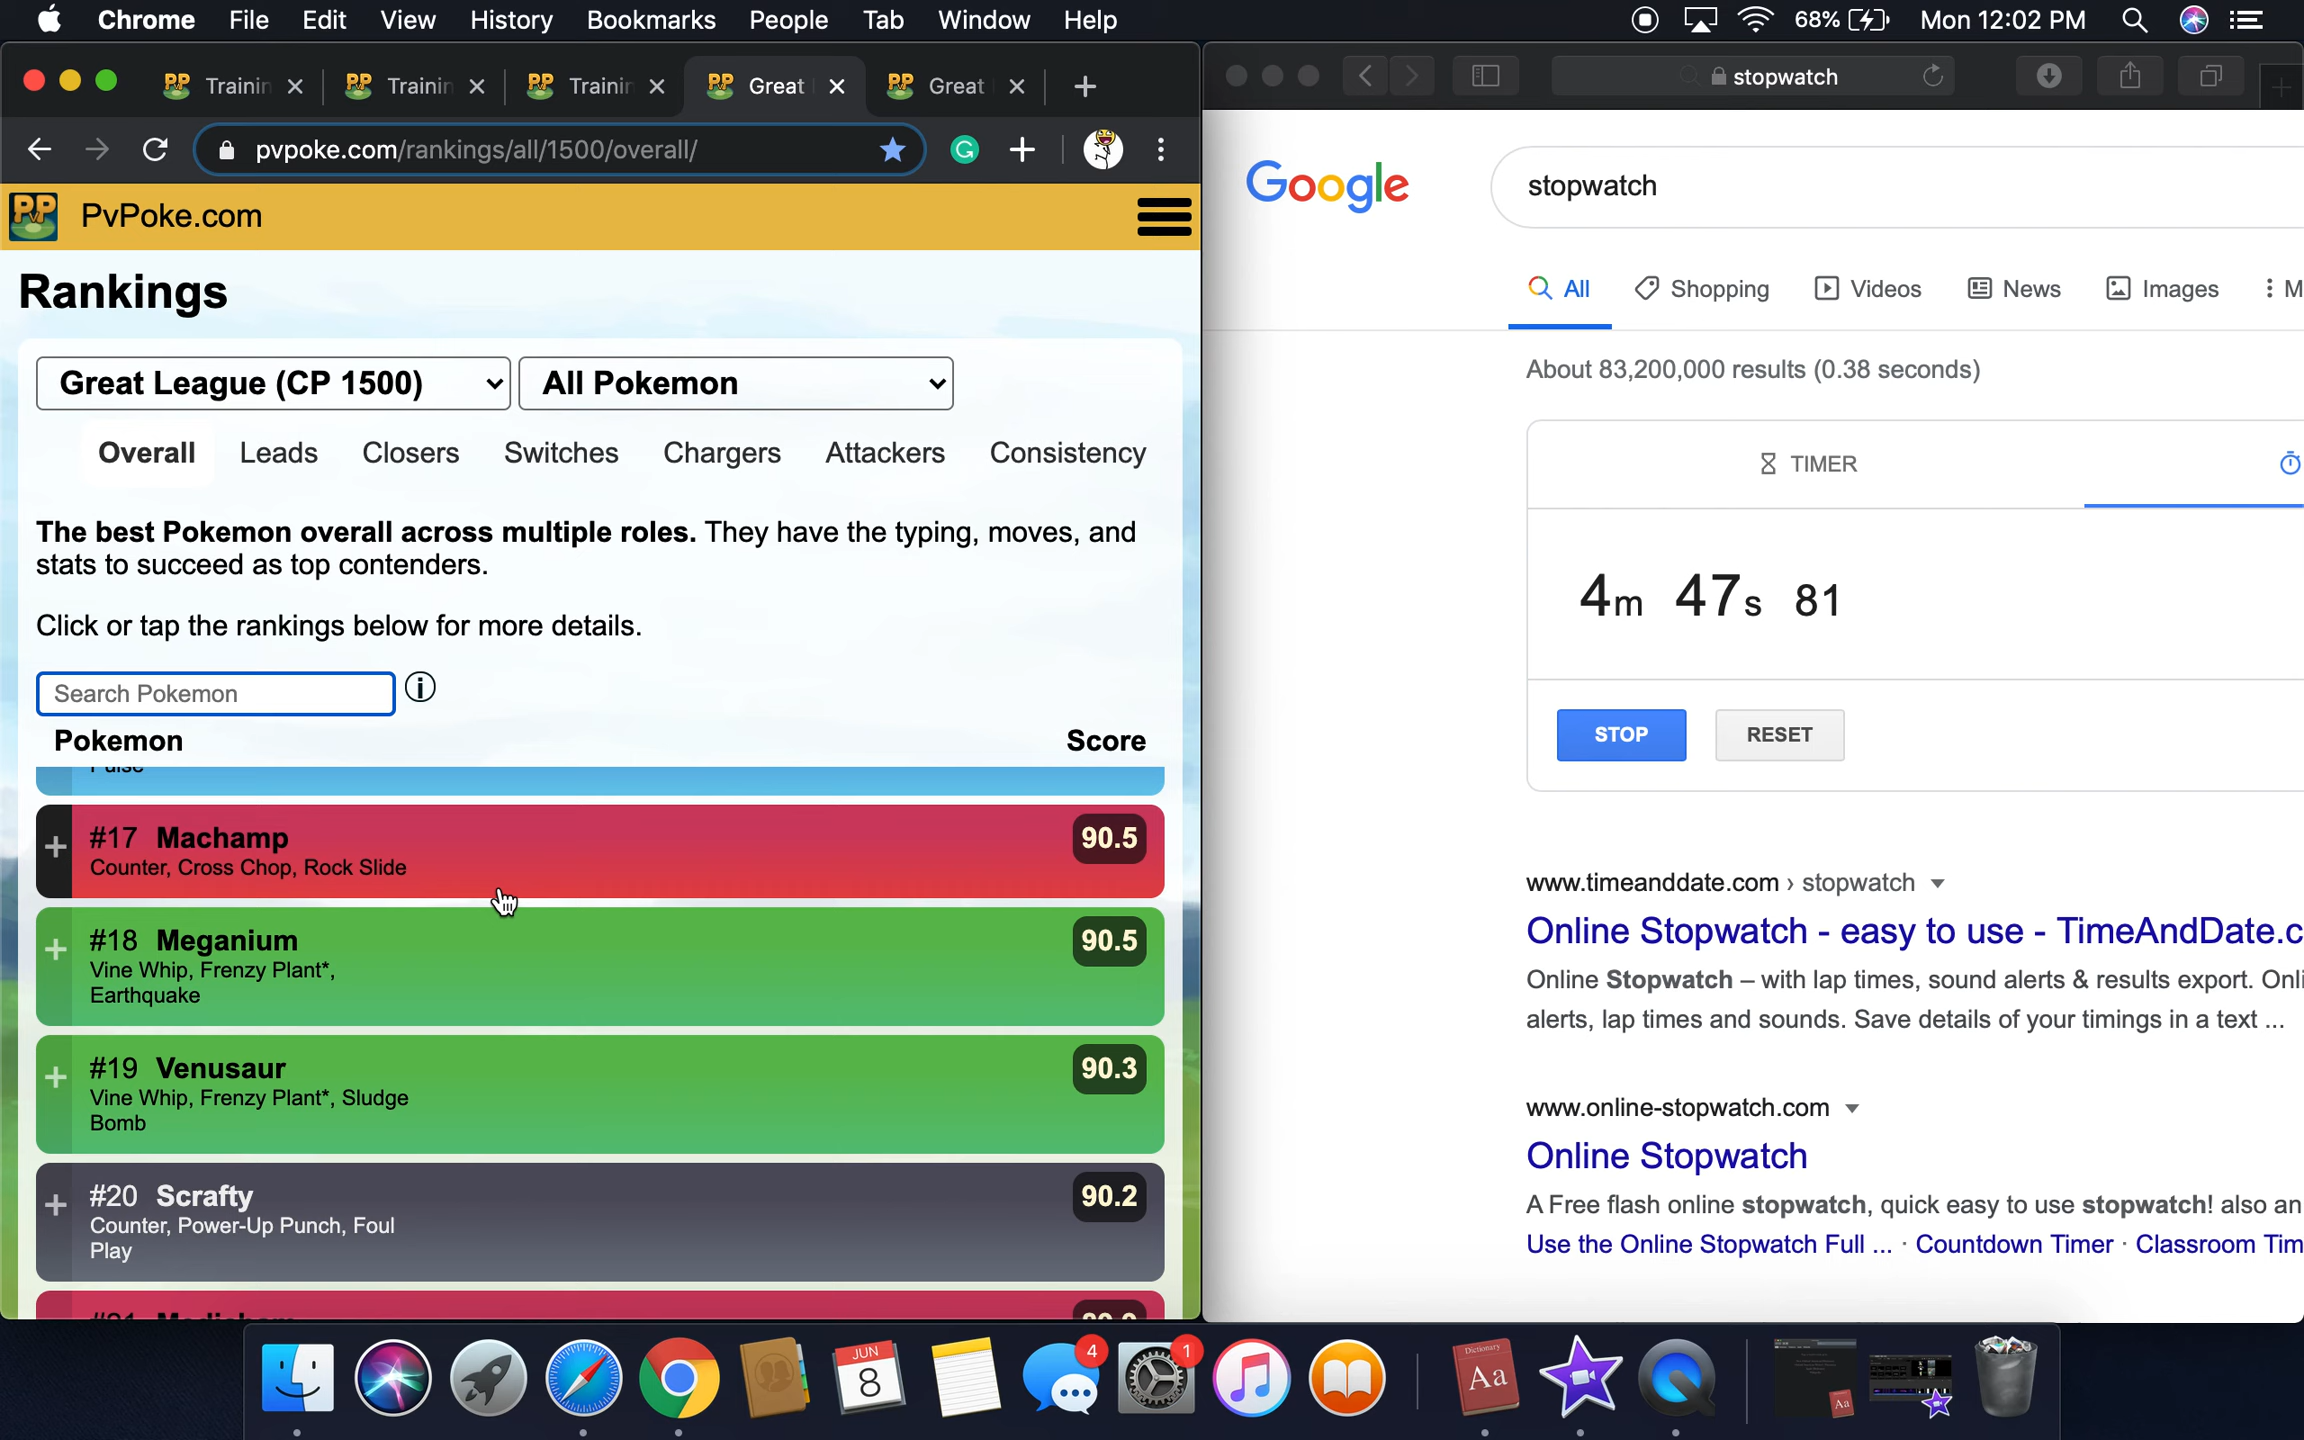 Chrome File Edit View History Bookmarks People Tab Window Help 68% Mon 12:02 PM
Trainin Trainin Trainin Great Great
stopwatch
pvpoke.com/rankings/all/1500/overall/
PvPoke.com
Rankings
Great League (CP 1500) All Pokemon
Overall Leads Closers Switches Chargers Attackers Consistency
The best Pokemon overall across multiple roles. They have the typing, moves, and
stats to succeed as top contenders.
Click or tap the rankings below for more details.
Search Pokemon
Pokemon Score
#17 Machamp 90.5
Counter, Cross Chop, Rock Slide
#18 Meganium 90.5
Vine Whip, Frenzy Plant*,
Earthquake
#19 Venusaur 90.3
Vine Whip, Frenzy Plant*, Sludge
Bomb
#20 Scrafty 90.2
Counter, Power-Up Punch, Foul
Play
Google stopwatch
All Shopping Videos News Images M
About 83,200,000 results (0.38 seconds)
TIMER
4m 47s 81
STOP RESET
www.timeanddate.com › stopwatch
Online Stopwatch - easy to use - TimeAndDate.c
Online Stopwatch – with lap times, sound alerts & results export. Onli
alerts, lap times and sounds. Save details of your timings in a text ...
www.online-stopwatch.com
Online Stopwatch
A Free flash online stopwatch, quick easy to use stopwatch! also an
Use the Online Stopwatch Full ... · Countdown Timer · Classroom Tim
JUN
8
4
1
Dictionary
Aa
Aa